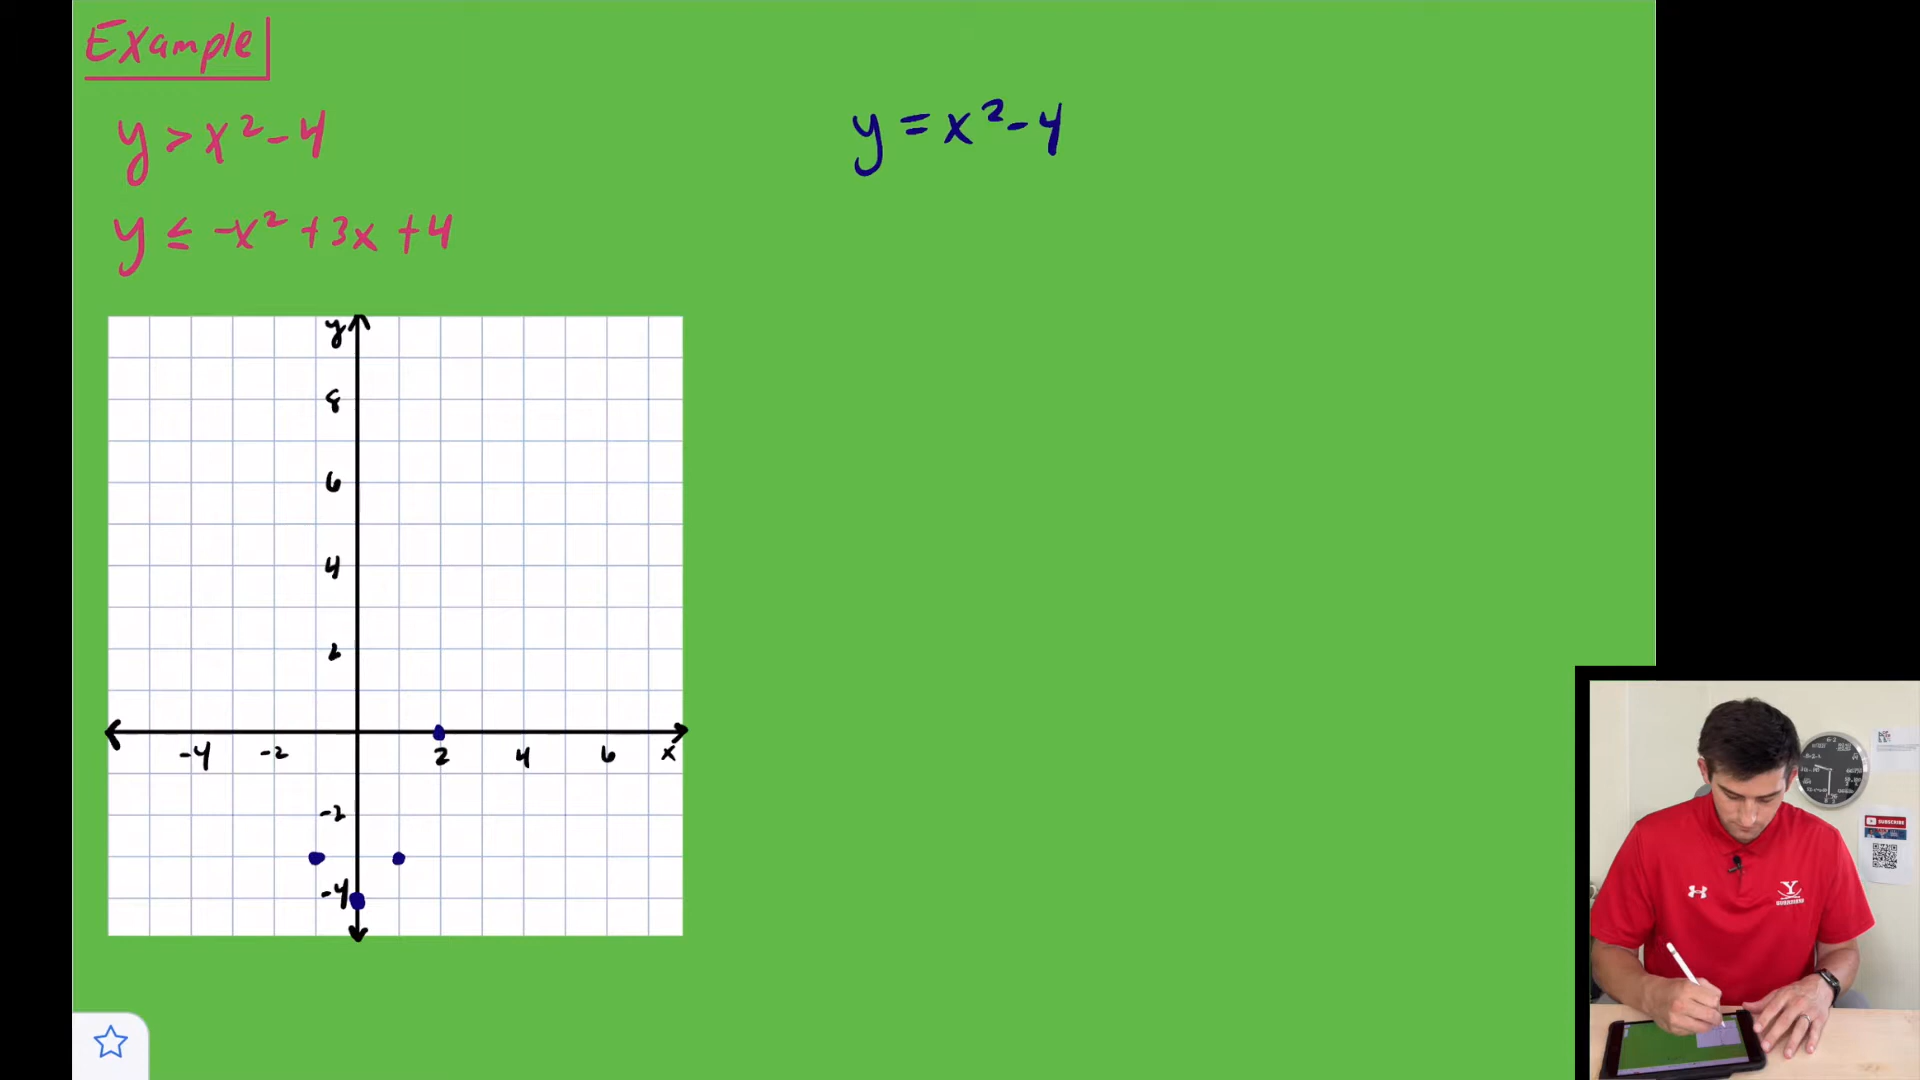 Example
y > x² - 4
y = x² - 4
y ≤ -x² + 3x + 4
y
8
6
4
2
-4 -2 2 4 6 x
-2
-4
SUBSCRIBE
Y